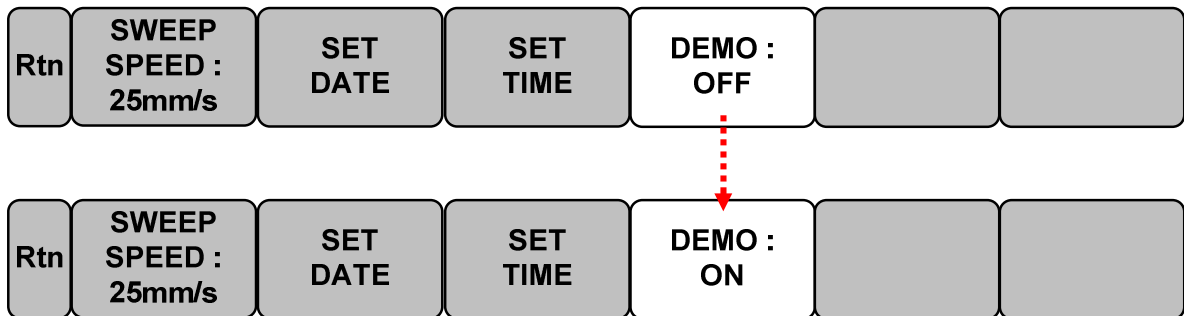 Rtn
SWEEP
SPEED :
25mm/s
SET
DATE
SET
TIME
DEMO :
OFF
Rtn
SWEEP
SPEED :
25mm/s
SET
DATE
SET
TIME
DEMO :
ON